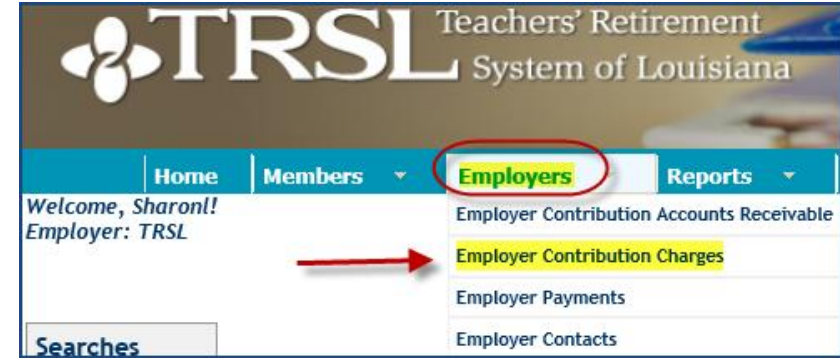 TRSL Teachers' Retirement
System of Louisiana
Home Members Employers Reports
Welcome, Sharonl!
Employer: TRSL
Employer Contribution Accounts Receivable
Employer Contribution Charges
Employer Payments
Employer Contacts
Searches